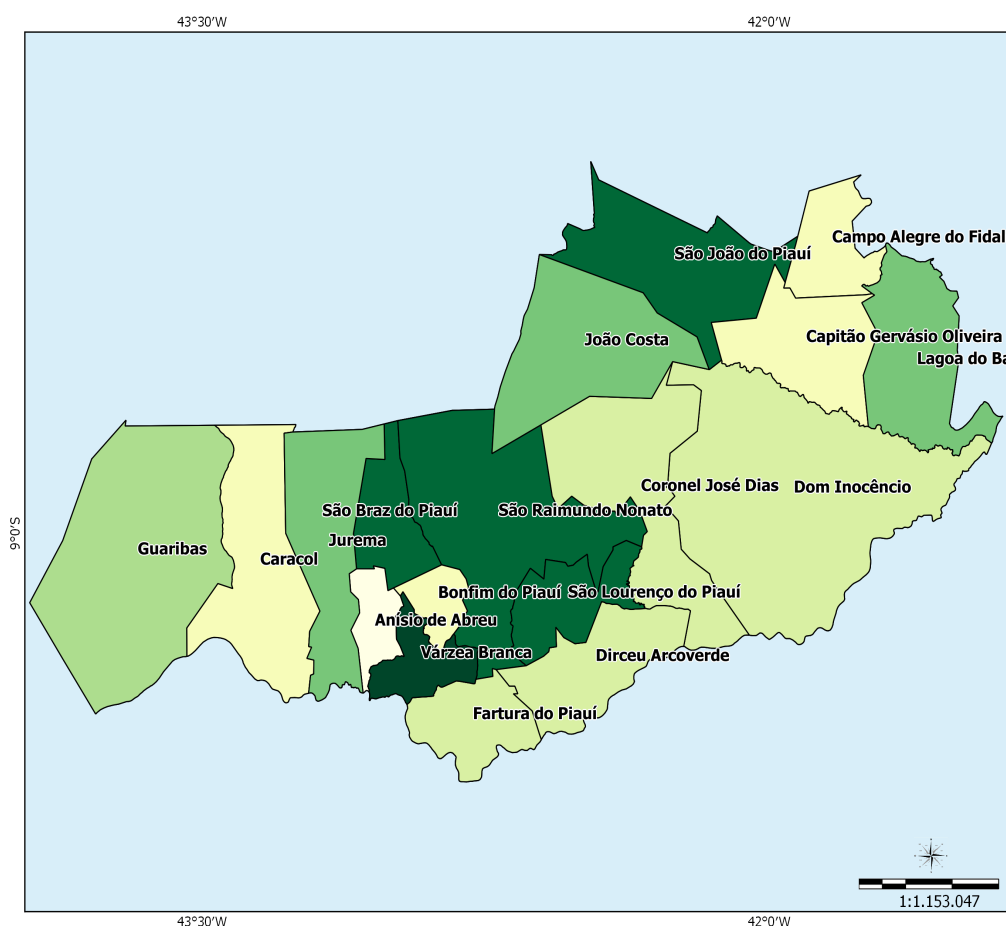 43°30'W
42°0'W
Campo Alegre do Fidal
São João do Piauí
Capitão Gervásio Oliveira
João Costa
Lagoa do Ba
Coronel José Dias
Dom Inocêncio
São Braz do Piauí
São Raimundo Nonato
9°0'S
Jurema
Guaribas
Caracol
Bonfim do Piauí
São Lourenço do Piauí
Anísio de Abreu
Várzea Branca
Dirceu Arcoverde
Fartura do Piauí
1:1.153.047
43°30'W
42°0'W